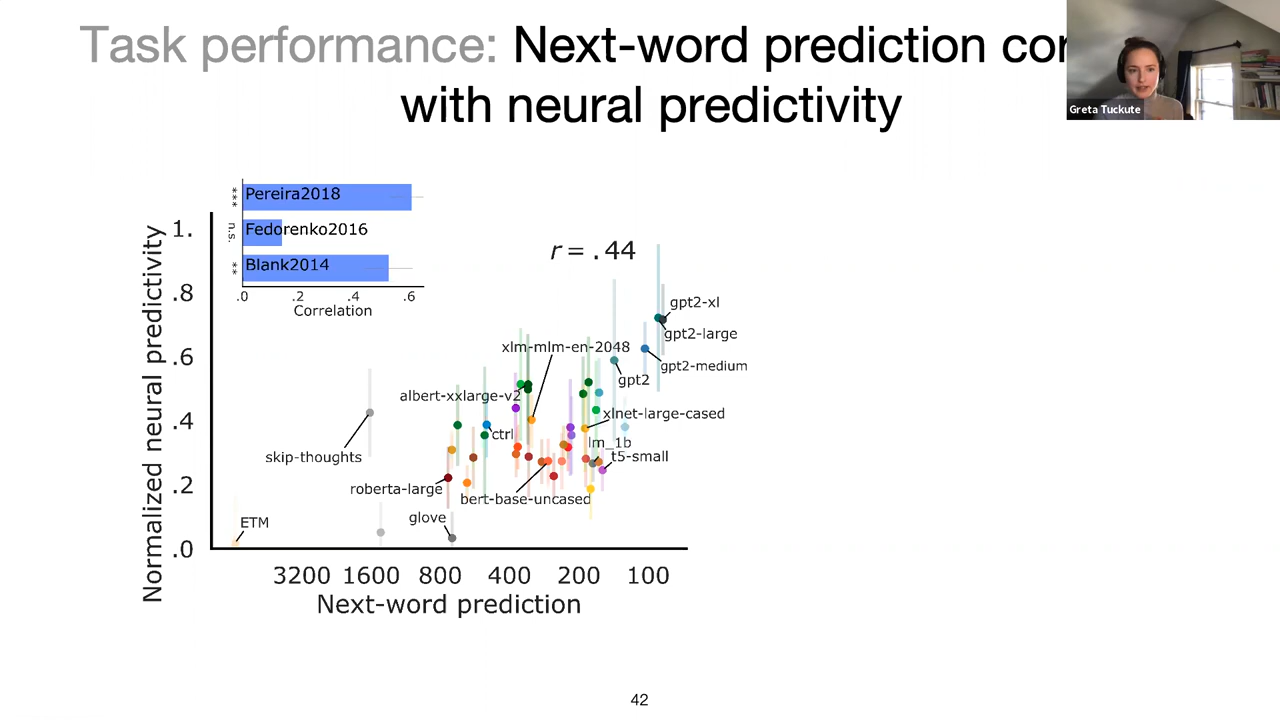 Task performance: Next-word prediction
with neural predictivity
Greta Tuckute
Pereira2018
Fedorenko2016
Blank2014
***
n.s.
**
.0 .2 .4 .6
Correlation
r = .44
Normalized neural predictivity
1.
.8
.6
.4
.2
.0
gpt2-xl
gpt2-large
xlm-mlm-en-2048
gpt2-medium
gpt2
albert-xxlarge-v2
xlnet-large-cased
ctrl
lm_1b
skip-thoughts
t5-small
roberta-large
bert-base-uncased
glove
ETM
3200 1600 800 400 200 100
Next-word prediction
42